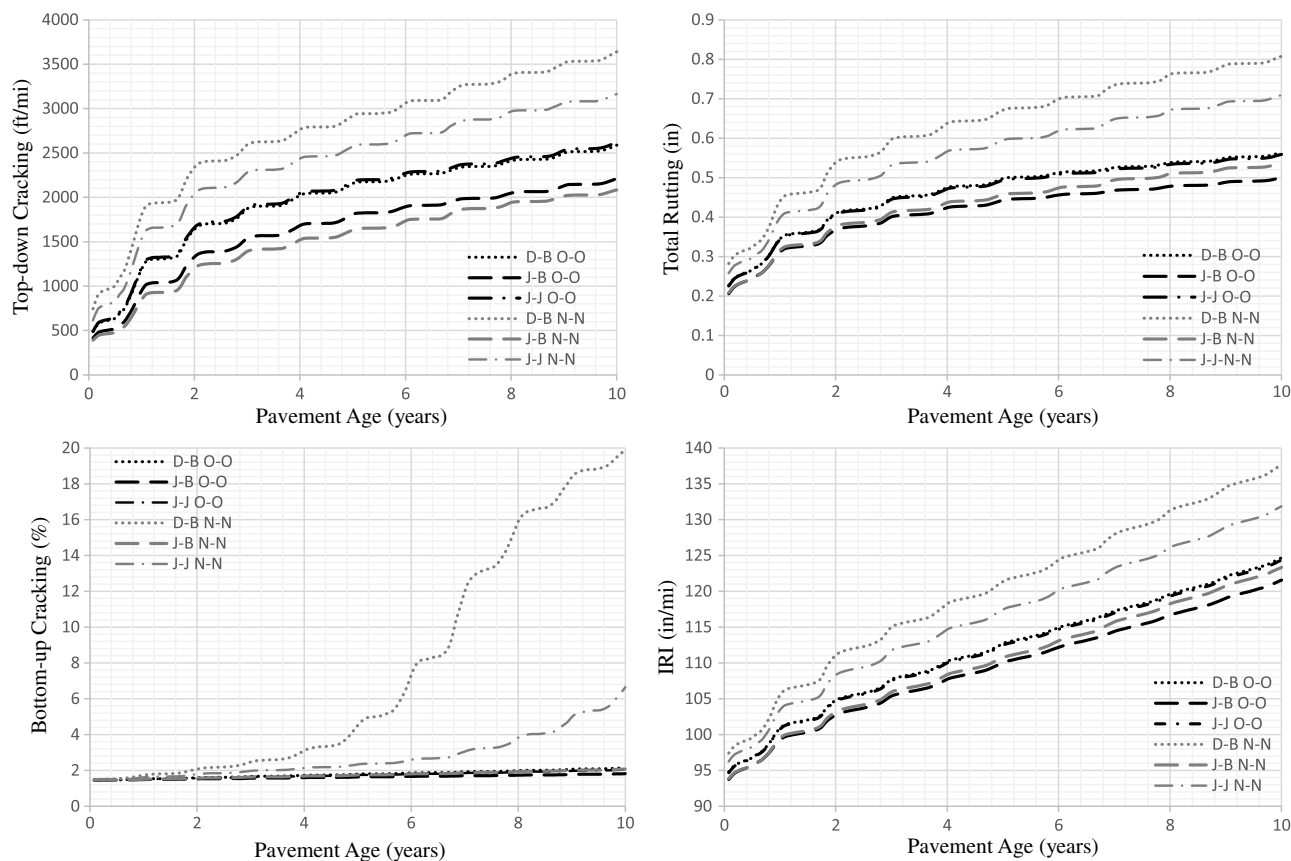 4000
3500
3000
2500
2000
1500
1000
500
0
Top-down Cracking (ft/mi)
D-B O-O
J-B O-O
J-J O-O
D-B N-N
J-B N-N
J-J N-N
0 2 4 6 8 10
Pavement Age (years)
0.9
0.8
0.7
0.6
0.5
0.4
0.3
0.2
0.1
0
Total Rutting (in)
D-B O-O
J-B O-O
J-J O-O
D-B N-N
J-B N-N
J-J-N-N
0 2 4 6 8 10
Pavement Age (years)
20
18
16
14
12
10
8
6
4
2
0
Bottom-up Cracking (%)
D-B O-O
J-B O-O
J-J O-O
D-B N-N
J-B N-N
J-J N-N
0 2 4 6 8 10
Pavement Age (years)
140
135
130
125
120
115
110
105
100
95
90
IRI (in/mi)
D-B O-O
J-B O-O
J-J O-O
D-B N-N
J-B N-N
J-J N-N
0 2 4 6 8 10
Pavement Age (years)